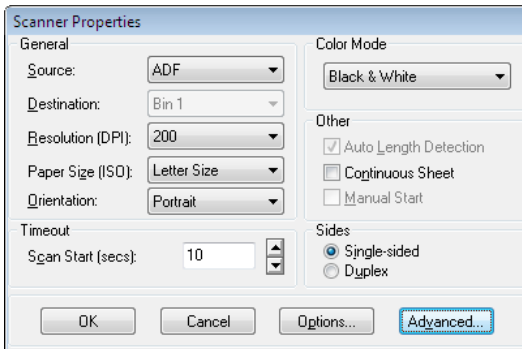 Scanner Properties
General
Source: ADF
Destination: Bin 1
Resolution (DPI): 200
Paper Size (ISO): Letter Size
Orientation: Portrait
Color Mode
Black & White
Other
Auto Length Detection
Continuous Sheet
Manual Start
Timeout
Scan Start (secs): 10
Sides
Single-sided
Duplex
OK Cancel Options... Advanced...